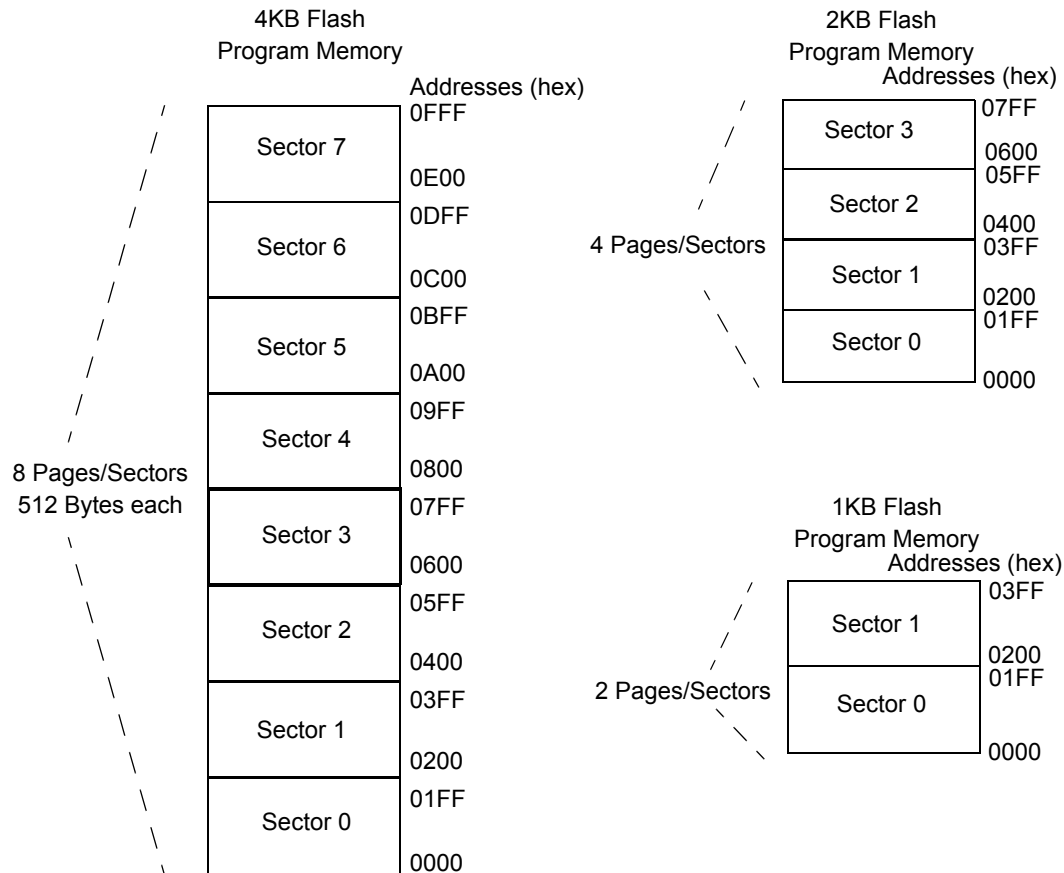 4KB Flash
Program Memory
Addresses (hex)
0FFF
Sector 7
0E00
0DFF
Sector 6
0C00
0BFF
Sector 5
0A00
09FF
Sector 4
0800
8 Pages/Sectors
512 Bytes each
07FF
Sector 3
0600
05FF
Sector 2
0400
03FF
Sector 1
0200
01FF
Sector 0
0000
2KB Flash
Program Memory
Addresses (hex)
07FF
Sector 3
0600
05FF
Sector 2
0400
4 Pages/Sectors
03FF
Sector 1
0200
01FF
Sector 0
0000
1KB Flash
Program Memory
Addresses (hex)
03FF
Sector 1
0200
01FF
2 Pages/Sectors
Sector 0
0000